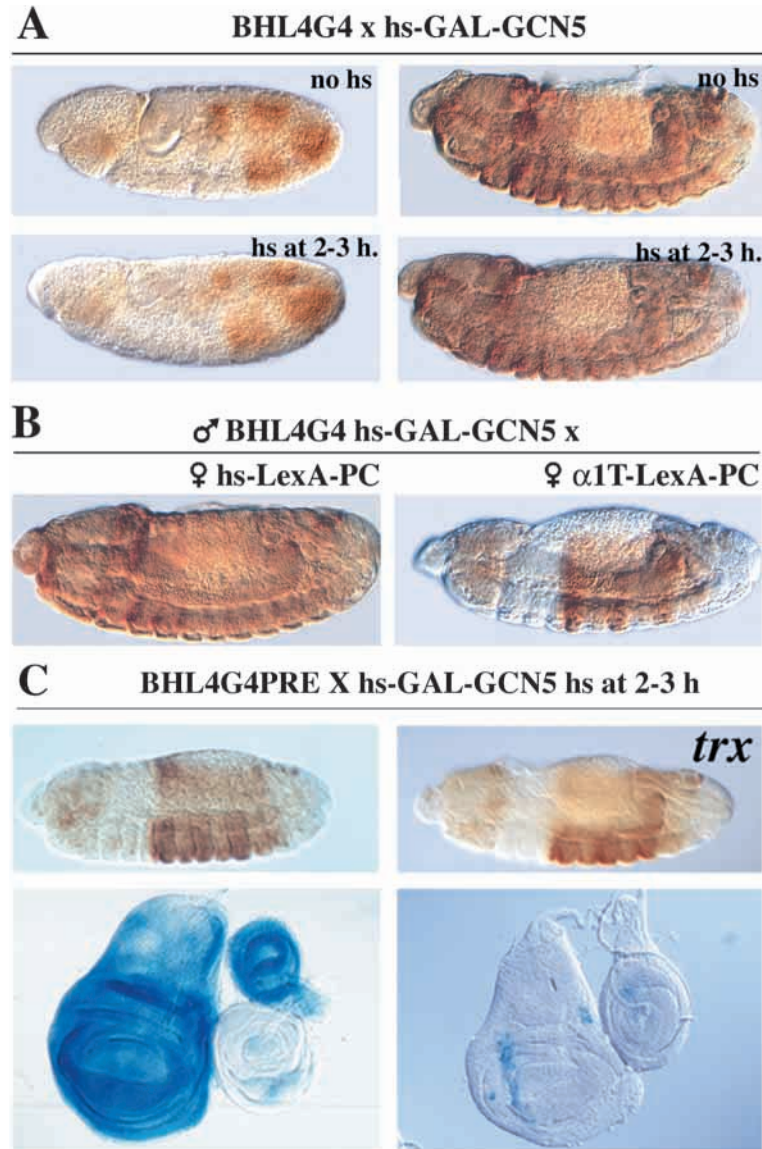 A BHL4G4 x hs-GAL-GCN5
no hs no hs
hs at 2-3 h. hs at 2-3 h.
B ♂ BHL4G4 hs-GAL-GCN5 x
♀ hs-LexA-PC ♀ α1T-LexA-PC
C BHL4G4PRE X hs-GAL-GCN5 hs at 2-3 h
trx